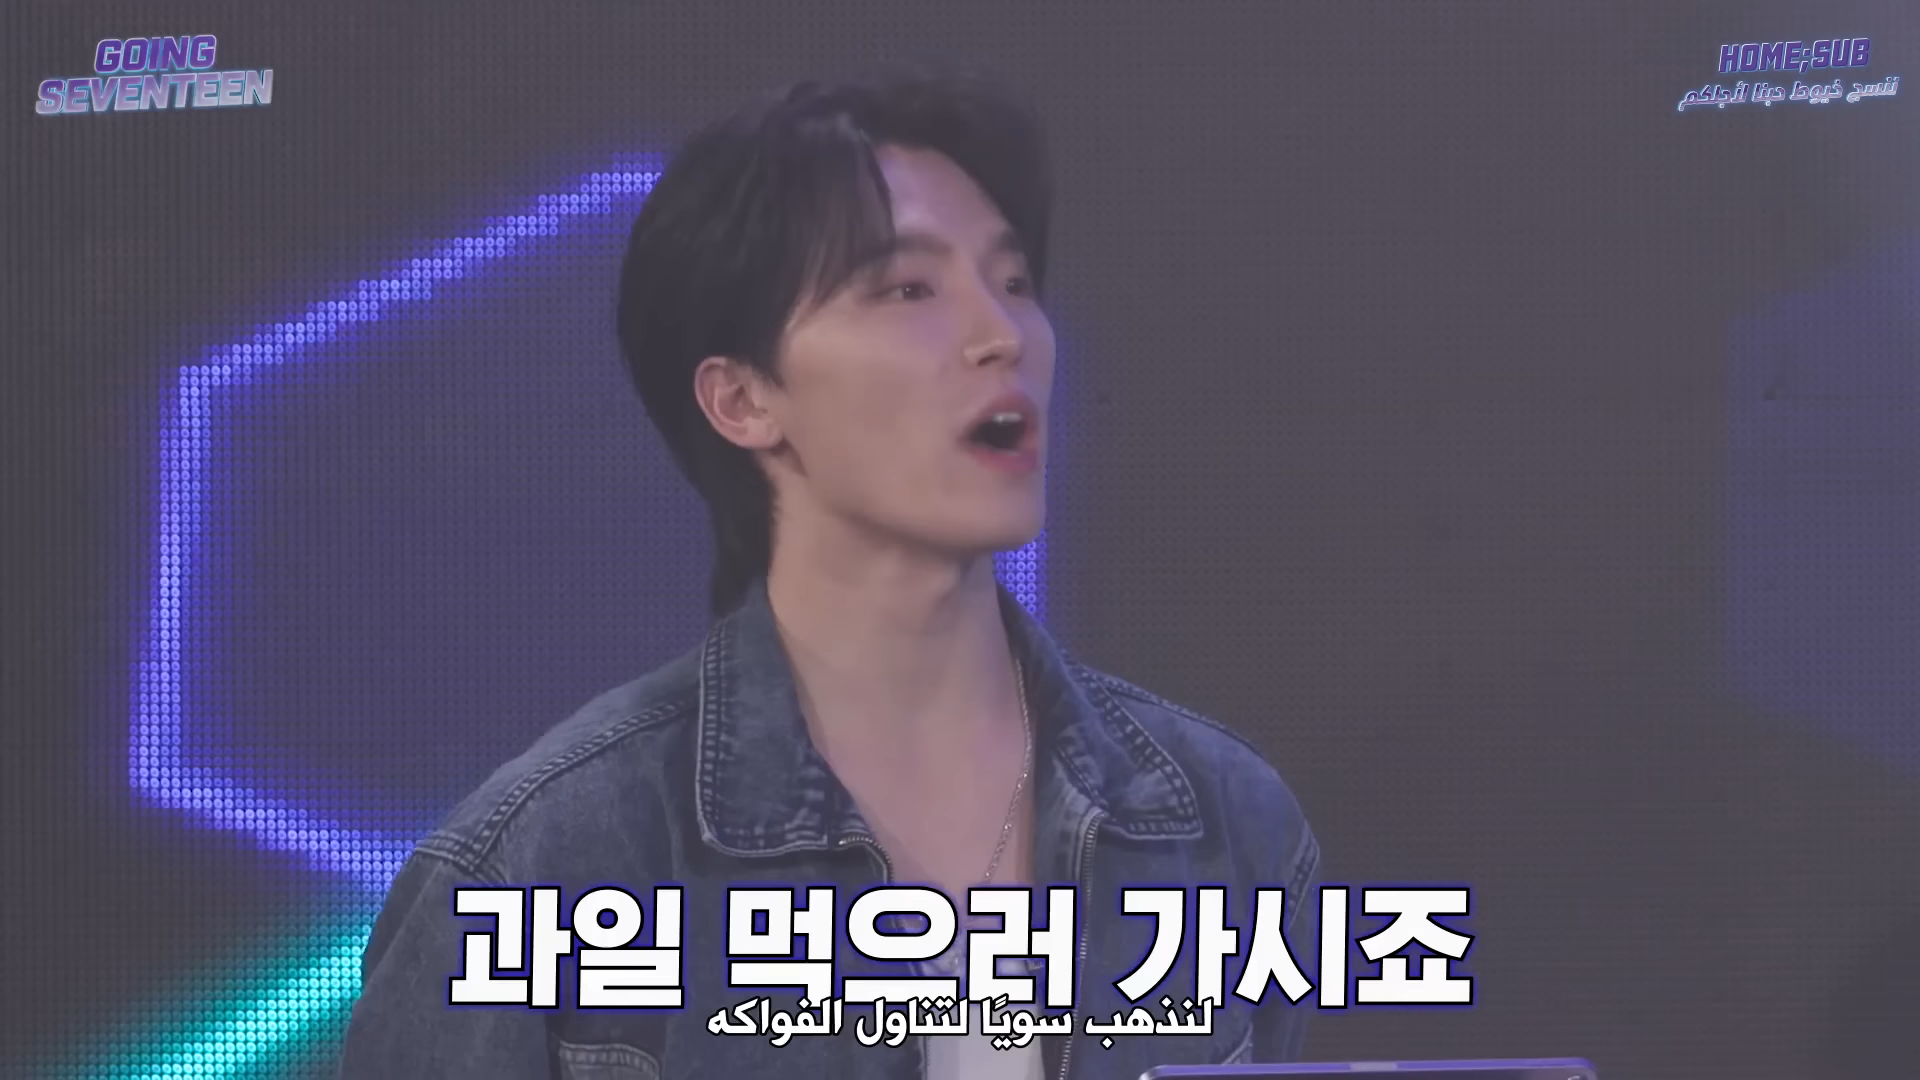 GOING
SEVENTEEN
HOME;SUB
ننسج خيوط حبنا لأجلكم
과일 먹으러 가시죠
لنذهب سويًا لتناول الفواكه